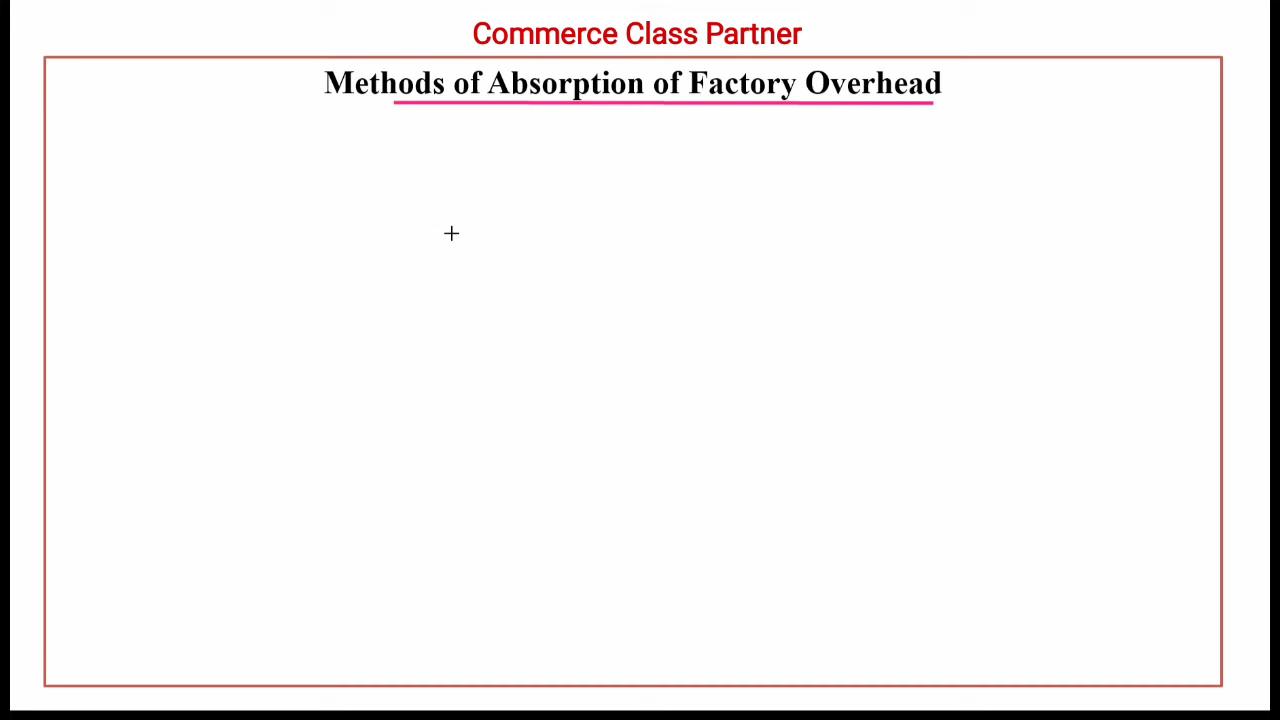 Commerce Class Partner
Methods of Absorption of Factory Overhead